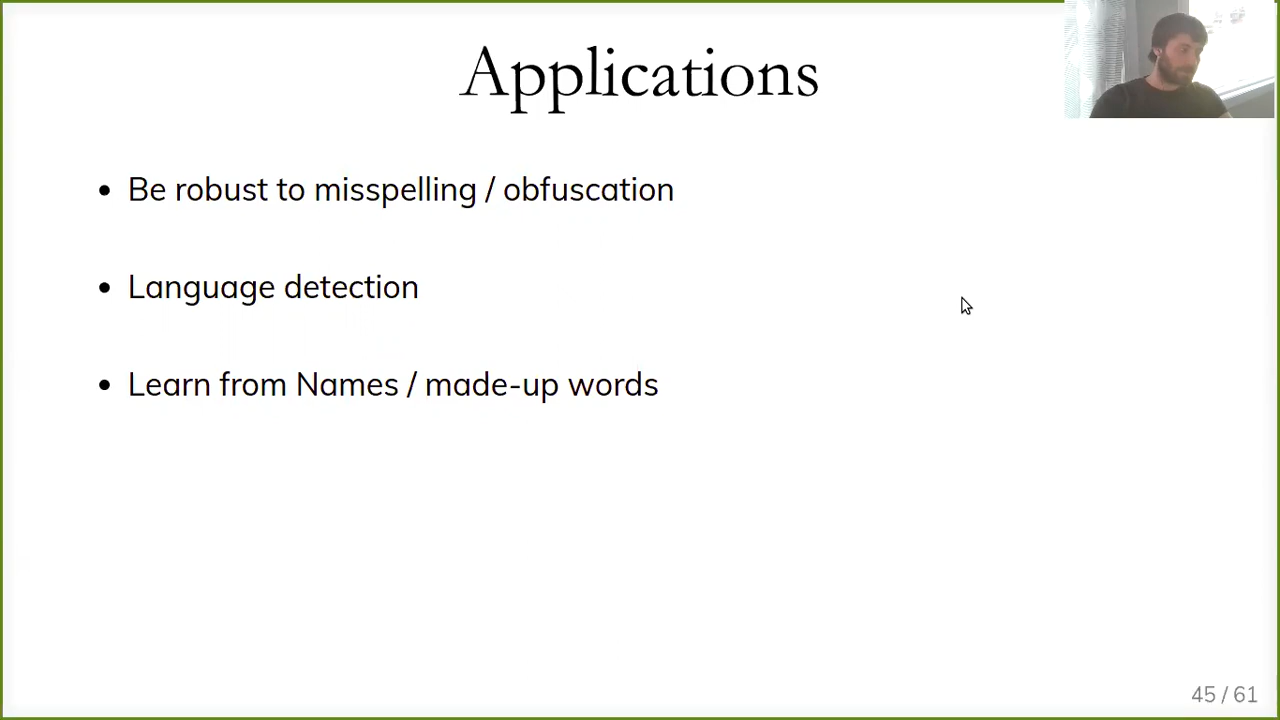 Applications
• Be robust to misspelling / obfuscation
• Language detection
• Learn from Names / made-up words
45 / 61